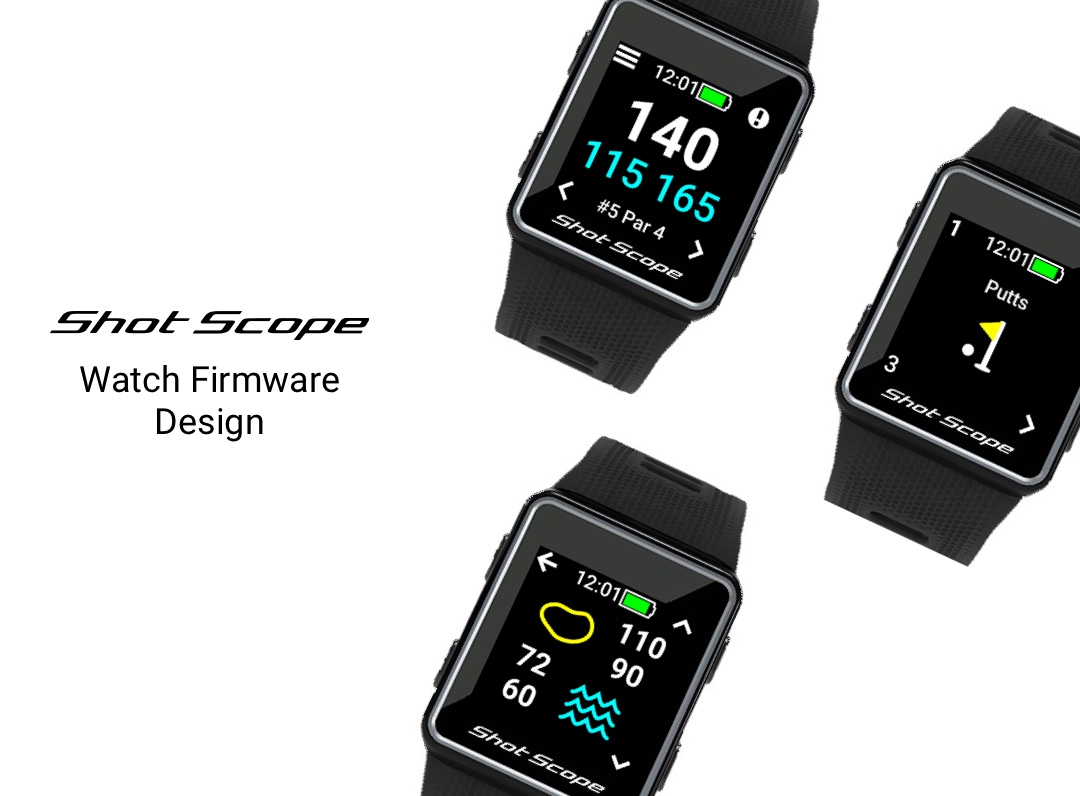 Shot Scope
Watch Firmware
Design
12:01
140
115 165
#5 Par 4
Shot Scope
1 12:01
Putts
3
Shot Scope
12:01
110
72 90
60
Shot Scope